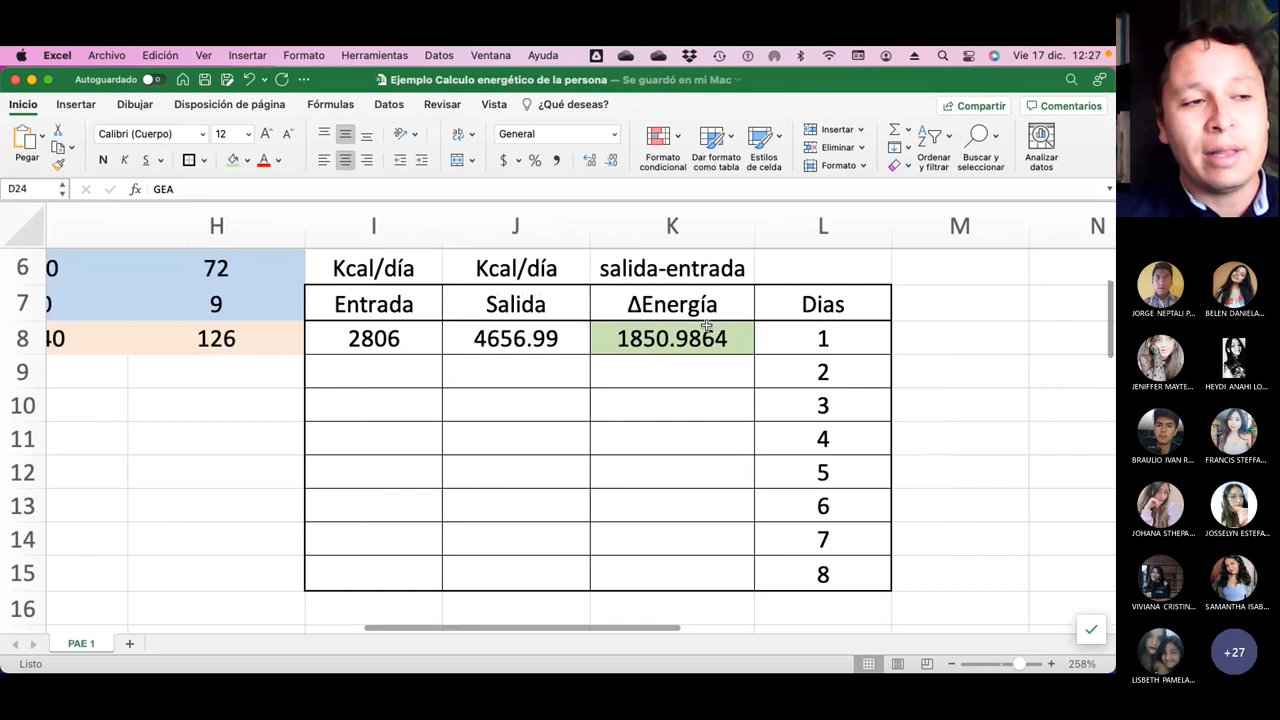 Excel Archivo Edición Ver Insertar Formato Herramientas Datos Ventana Ayuda Vie 17 dic. 12:27
Autoguardado Ejemplo Calculo energético de la persona — Se guardó en mi Mac
Inicio Insertar Dibujar Disposición de página Fórmulas Datos Revisar Vista ¿Qué deseas? Compartir Comentarios
Pegar
Calibri (Cuerpo) 12
N K S
General
Formato condicional
Dar formato como tabla
Estilos de celda
Insertar
Eliminar
Formato
Ordenar y filtrar
Buscar y seleccionar
Analizar datos
D24 fx GEA
H I J K L M N
6 0 72 Kcal/día Kcal/día salida-entrada
7 0 9 Entrada Salida ΔEnergía Dias
8 40 126 2806 4656.99 1850.9864 1
9 2
10 3
11 4
12 5
13 6
14 7
15 8
16
PAE 1
Listo 258%
JORGE NEPTALI P... BELEN DANIELA...
JENIFFER MAYTE... HEYDI ANAHI LO...
BRAULIO IVAN R... FRANCIS STEFFA...
JOHANA STHEPA... JOSSELYN ESTEFA...
VIVIANA CRISTIN... SAMANTHA ISAB...
LISBETH PAMELA... +27